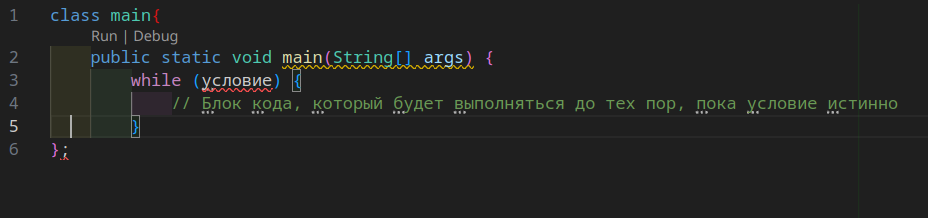 1 class main{
Run | Debug
2 public static void main(String[] args) {
3 while (условие) {
4 // Блок кода, который будет выполняться до тех пор, пока условие истинно
5 }
6 };